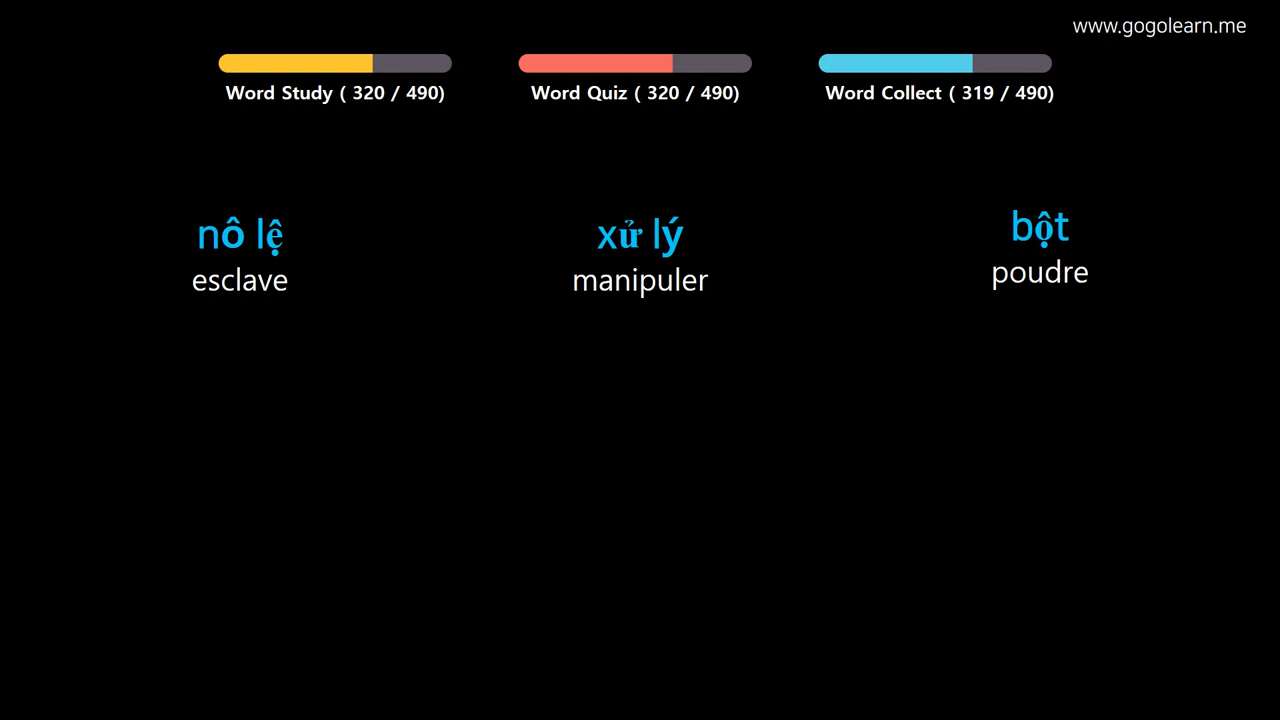 www.gogolearn.me
Word Study ( 320 / 490)
Word Quiz ( 320 / 490)
Word Collect ( 319 / 490)
nô lệ
esclave
xử lý
manipuler
bột
poudre